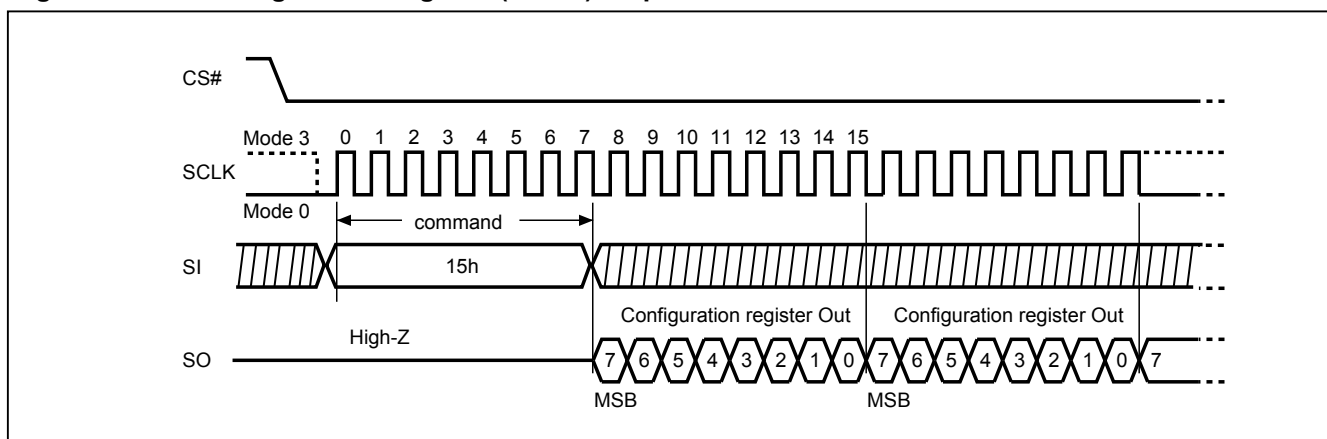 CS#
Mode 3
0 1 2 3 4 5 6 7 8 9 10 11 12 13 14 15
SCLK
Mode 0
command
SI
15h
Configuration register Out Configuration register Out
High-Z
SO
7 6 5 4 3 2 1 0 7 6 5 4 3 2 1 0 7
MSB MSB